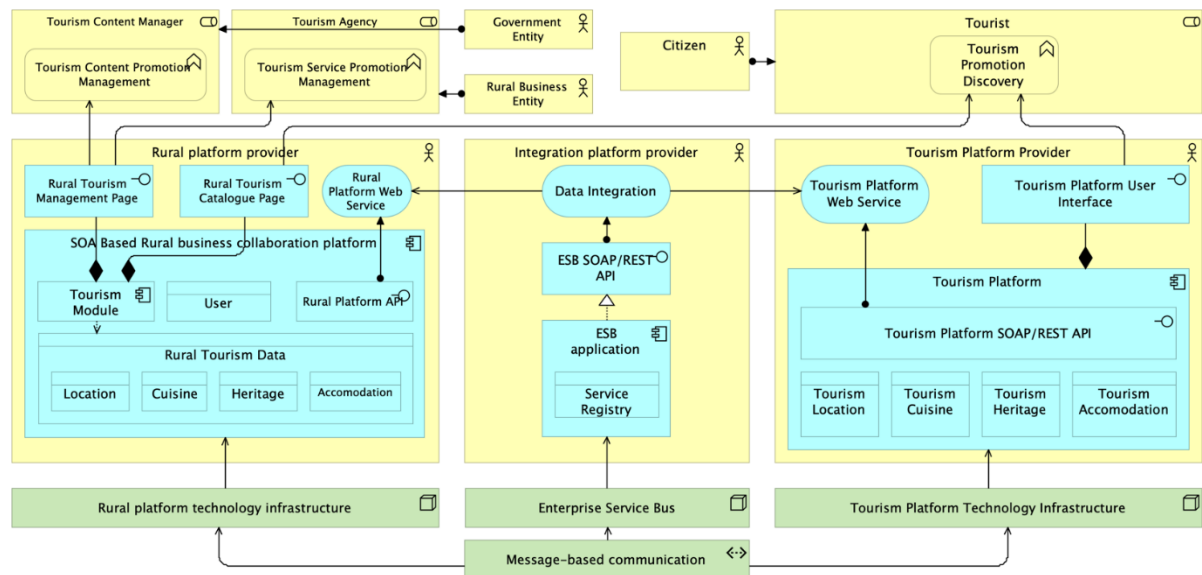 Tourism Content Manager
Tourism Content Promotion
Management
Tourism Agency
Tourism Service Promotion
Management
Government
Entity
Rural Business
Entity
Citizen
Tourist
Tourism
Promotion
Discovery
Rural platform provider
Rural Tourism
Management Page
Rural Tourism
Catalogue Page
Rural
Platform Web
Service
SOA Based Rural business collaboration platform
Tourism
Module
User
Rural Platform API
Rural Tourism Data
Location
Cuisine
Heritage
Accomodation
Integration platform provider
Data Integration
ESB SOAP/REST
API
ESB
application
Service
Registry
Tourism Platform Provider
Tourism Platform
Web Service
Tourism Platform User
Interface
Tourism Platform
Tourism Platform SOAP/REST API
Tourism
Location
Tourism
Cuisine
Tourism
Heritage
Tourism
Accomodation
Rural platform technology infrastructure
Enterprise Service Bus
Tourism Platform Technology Infrastructure
Message-based communication